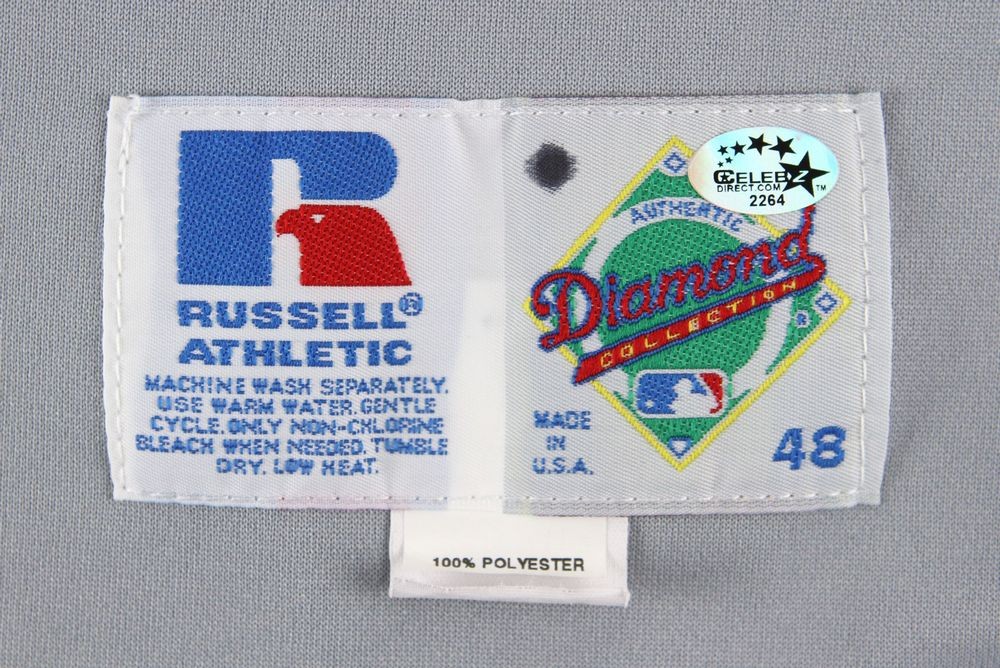 R
RUSSELL®
ATHLETIC
MACHINE WASH SEPARATELY.
USE WARM WATER. GENTLE
CYCLE. ONLY NON-CHLORINE
BLEACH WHEN NEEDED. TUMBLE
DRY. LOW HEAT.
CELEBZ
DIRECT.COM ™
2264
AUTHENTIC
Diamond
COLLECTION
®
MADE
IN
U.S.A.
48
100% POLYESTER